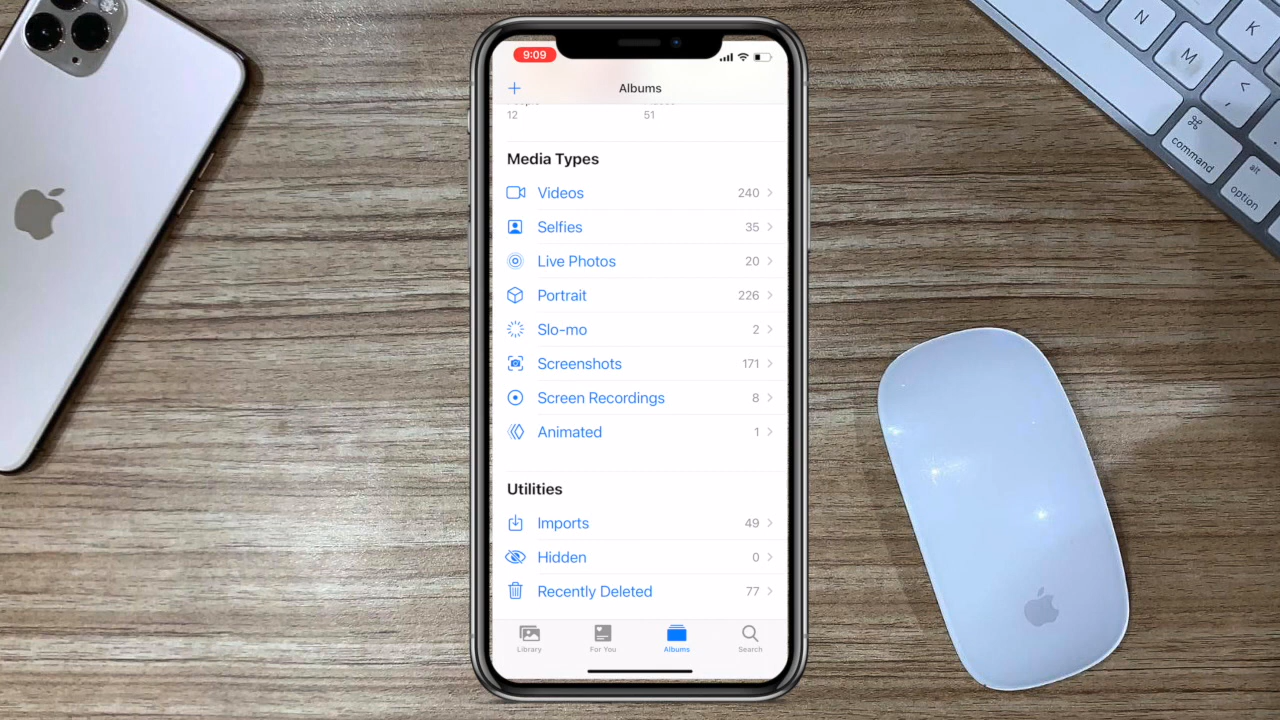 9:09
Albums
12 51
Media Types
Videos 240
Selfies 35
Live Photos 20
Portrait 226
Slo-mo 2
Screenshots 171
Screen Recordings 8
Animated 1
Utilities
Imports 49
Hidden 0
Recently Deleted 77
Library For You Albums Search
N
K
M
<
⌘
command
alt
option